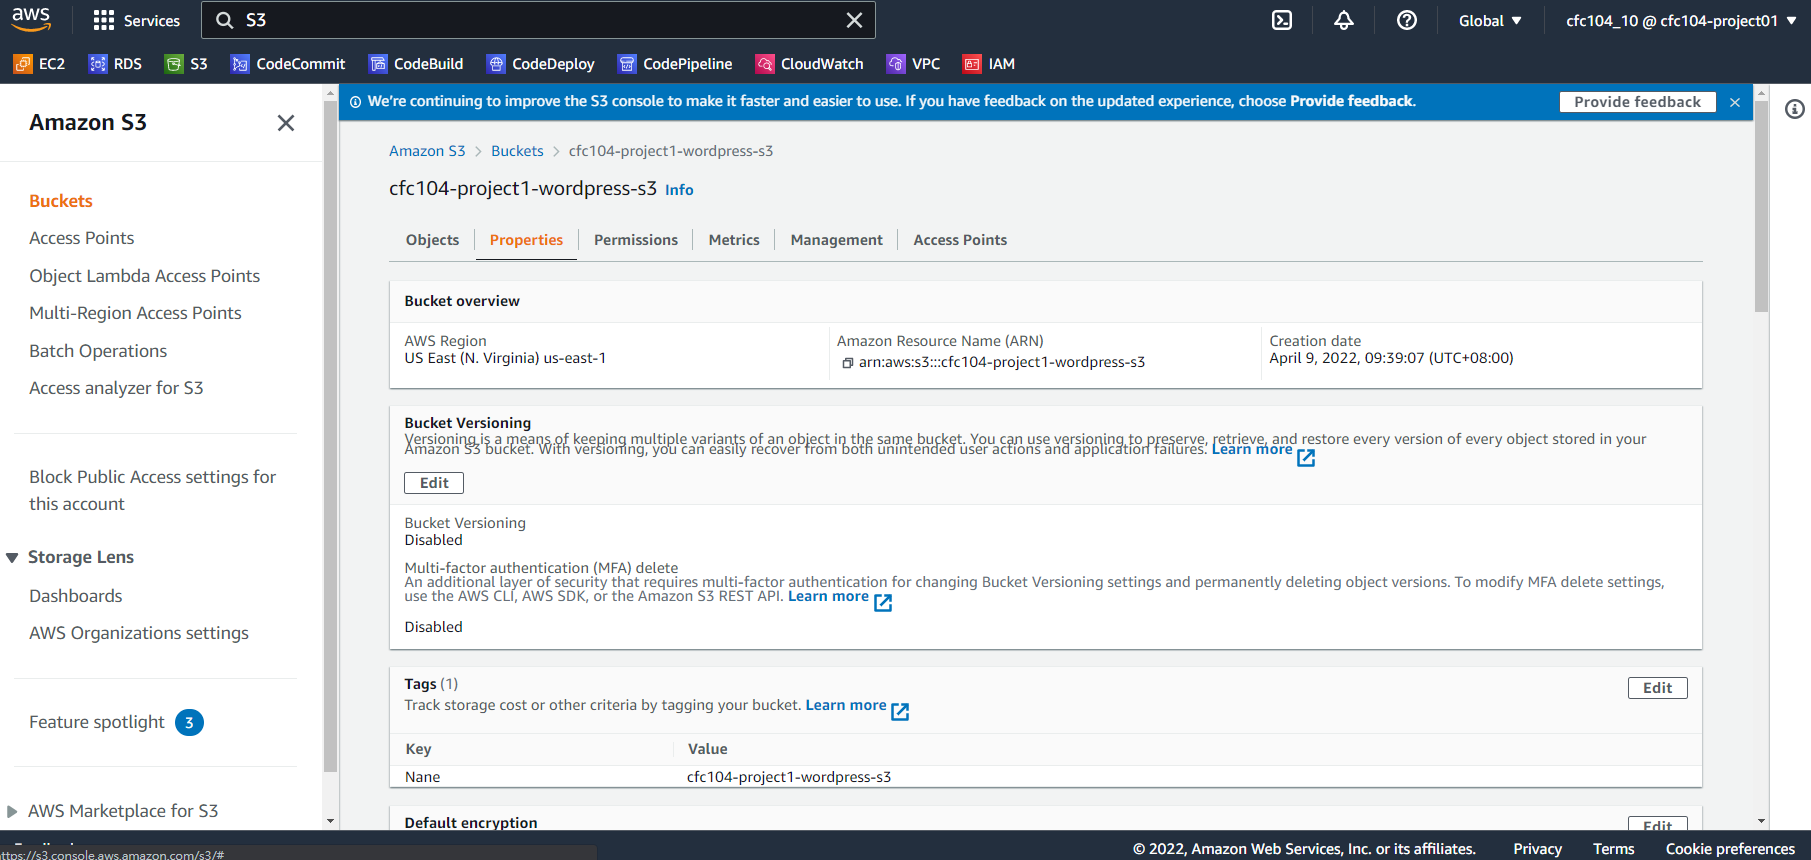 aws
Services
S3
Global ▼
cfc104_10 @ cfc104-project01 ▼
EC2 RDS S3 CodeCommit CodeBuild CodeDeploy CodePipeline CloudWatch VPC IAM
Amazon S3
Buckets
Access Points
Object Lambda Access Points
Multi-Region Access Points
Batch Operations
Access analyzer for S3
Block Public Access settings for
this account
Storage Lens
Dashboards
AWS Organizations settings
Feature spotlight 3
AWS Marketplace for S3
We're continuing to improve the S3 console to make it faster and easier to use. If you have feedback on the updated experience, choose Provide feedback.
Provide feedback
Amazon S3 > Buckets > cfc104-project1-wordpress-s3
cfc104-project1-wordpress-s3 Info
Objects Properties Permissions Metrics Management Access Points
Bucket overview
AWS Region
US East (N. Virginia) us-east-1
Amazon Resource Name (ARN)
arn:aws:s3:::cfc104-project1-wordpress-s3
Creation date
April 9, 2022, 09:39:07 (UTC+08:00)
Bucket Versioning
Versioning is a means of keeping multiple variants of an object in the same bucket. You can use versioning to preserve, retrieve, and restore every version of every object stored in your
Amazon S3 bucket. With versioning, you can easily recover from both unintended user actions and application failures. Learn more
Edit
Bucket Versioning
Disabled
Multi-factor authentication (MFA) delete
An additional layer of security that requires multi-factor authentication for changing Bucket Versioning settings and permanently deleting object versions. To modify MFA delete settings,
use the AWS CLI, AWS SDK, or the Amazon S3 REST API. Learn more
Disabled
Tags (1)
Edit
Track storage cost or other criteria by tagging your bucket. Learn more
Key Value
Nane cfc104-project1-wordpress-s3
Default encryption
Edit
https://s3.console.aws.amazon.com/s3/#
© 2022, Amazon Web Services, Inc. or its affiliates. Privacy Terms Cookie preferences